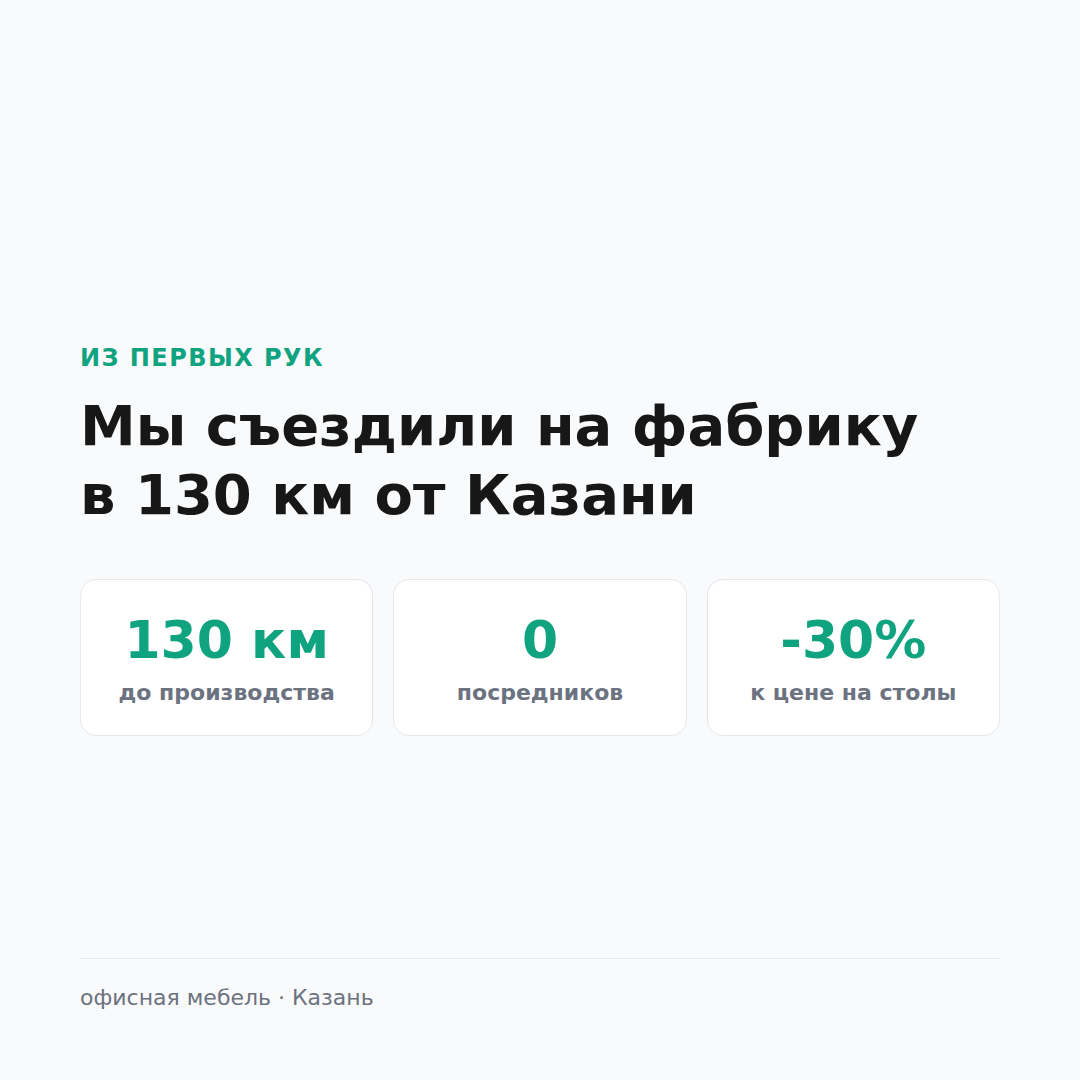 ИЗ ПЕРВЫХ РУК
Мы съездили на фабрику
в 130 км от Казани
130 км
до производства
0
посредников
-30%
к цене на столы
офисная мебель · Казань